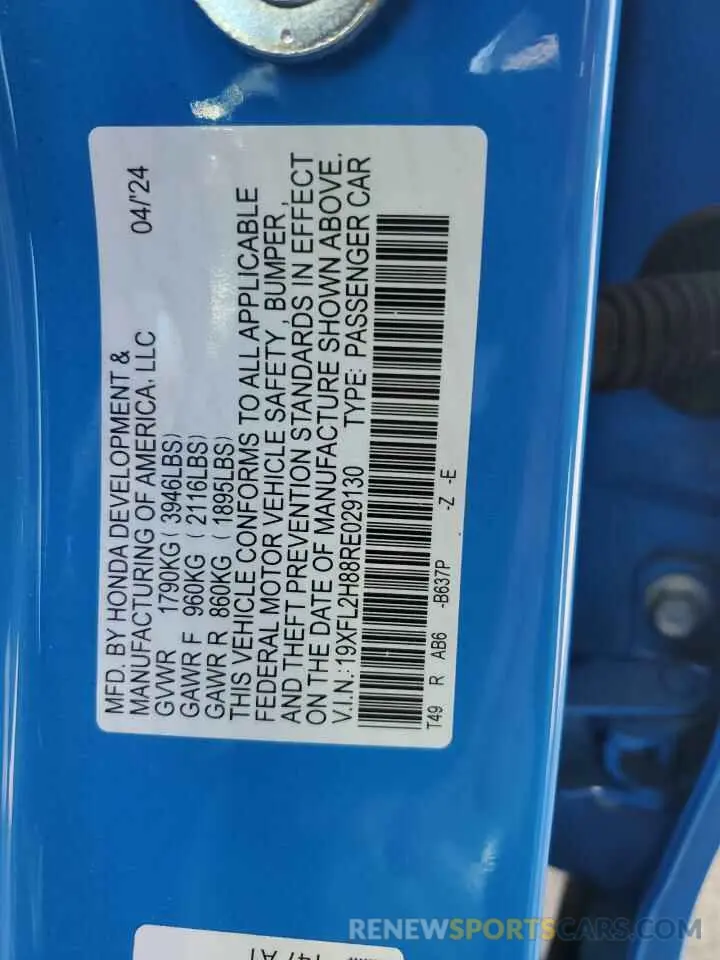 MFD. BY HONDA DEVELOPMENT &
MANUFACTURING OF AMERICA, LLC 04/'24
GVWR 1790KG (3946LBS)
GAWR F 960KG (2116LBS)
GAWR R 860KG (1896LBS)
THIS VEHICLE CONFORMS TO ALL APPLICABLE
FEDERAL MOTOR VEHICLE SAFETY, BUMPER,
AND THEFT PREVENTION STANDARDS IN EFFECT
ON THE DATE OF MANUFACTURE SHOWN ABOVE.
V.I.N.:19XFL2H88RE029130 TYPE: PASSENGER CAR
T49 R AB6 -B637P -Z -E
RENEWSPORTSCARS.COM